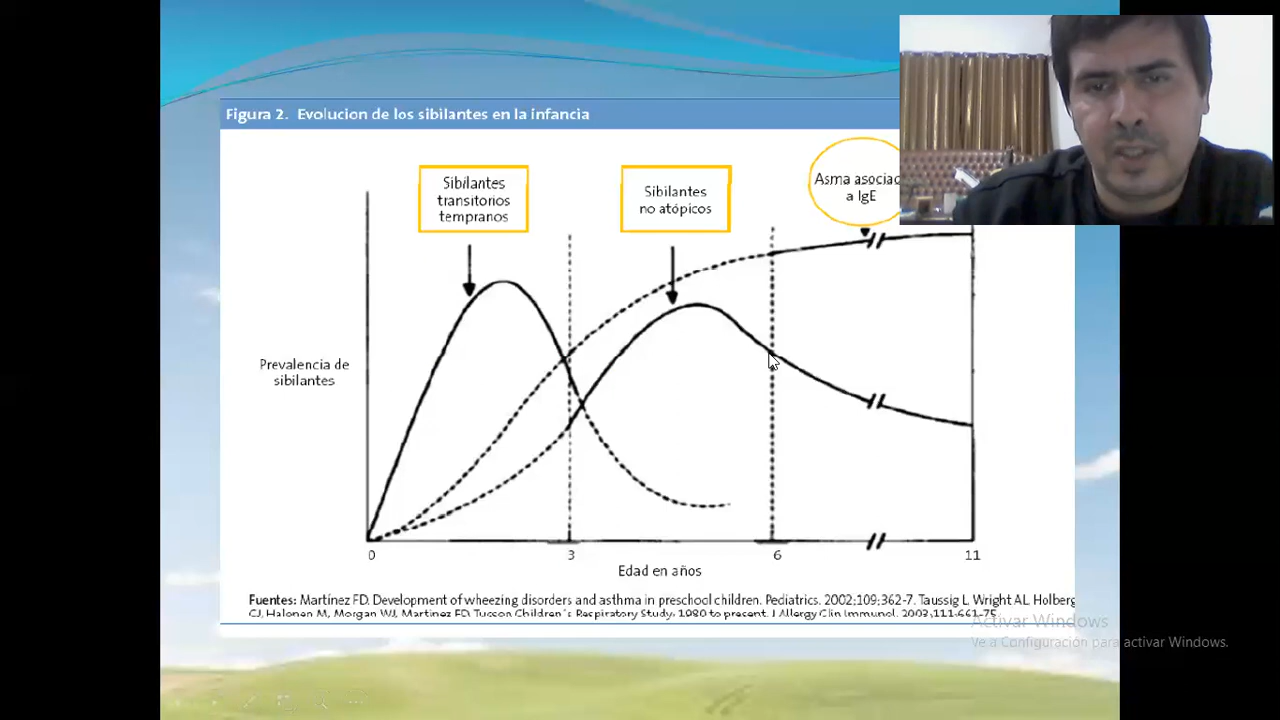 Figura 2. Evolucion de los sibilantes en la infancia
Sibilantes
transitorios
tempranos
Sibilantes
no atópicos
Asma asociac
a IgE
Prevalencia de
sibilantes
0
3
6
11
Edad en años
Fuentes: Martínez FD. Development of wheezing disorders and asthma in preschool children. Pediatrics. 2002;109:362-7. Taussig L, Wright AL, Holberg
CJ, Halonen M, Morgan WJ, Martinez FD. Tucson Children´s Respiratory Study: 1980 to present. J Allergy Clin Immunol. 2003;111:661-75.
Activar Windows
Ve a Configuración para activar Windows.